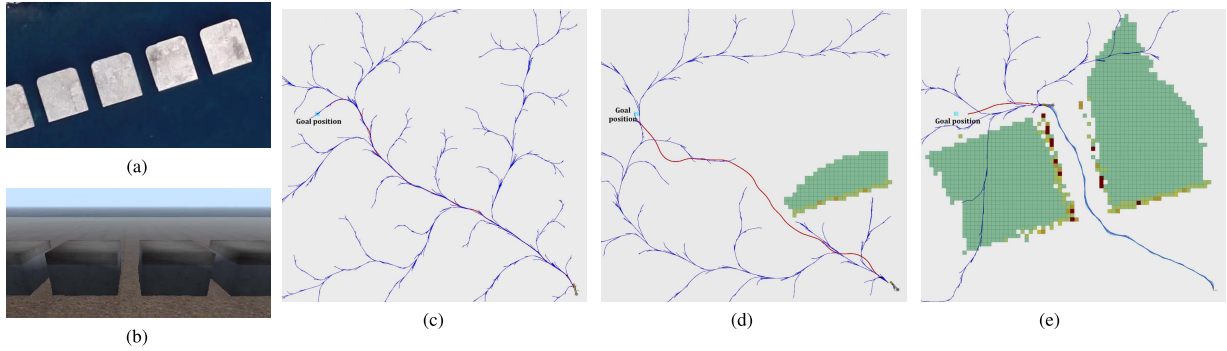 (a)
(b)
Goal position
(c)
Goal
position
(d)
Goal position
(e)